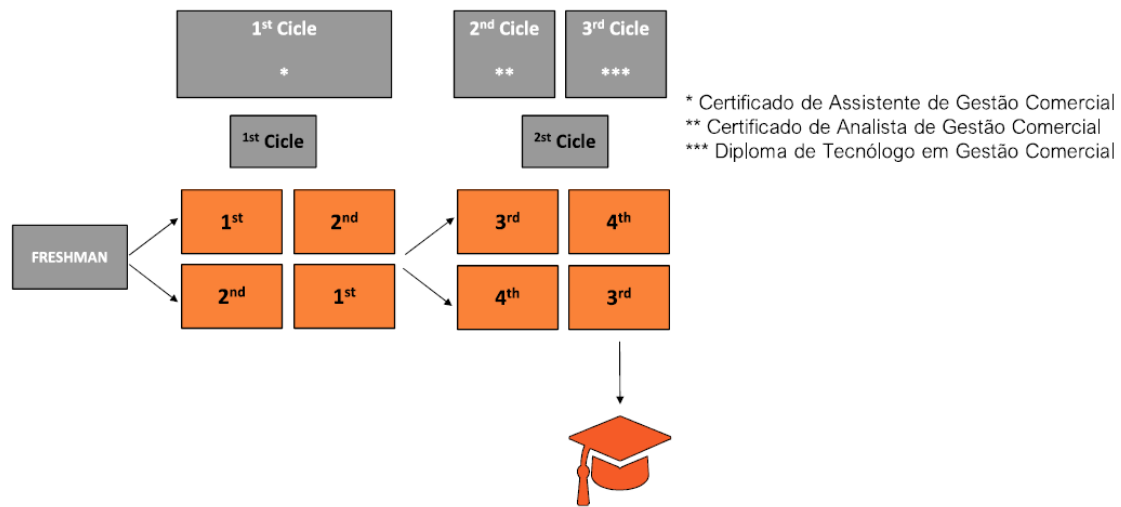 1st Cicle
*
2nd Cicle
**
3rd Cicle
***
* Certificado de Assistente de Gestão Comercial
** Certificado de Analista de Gestão Comercial
*** Diploma de Tecnólogo em Gestão Comercial
1st Cicle
2st Cicle
FRESHMAN
1st
2nd
3rd
4th
2nd
1st
4th
3rd